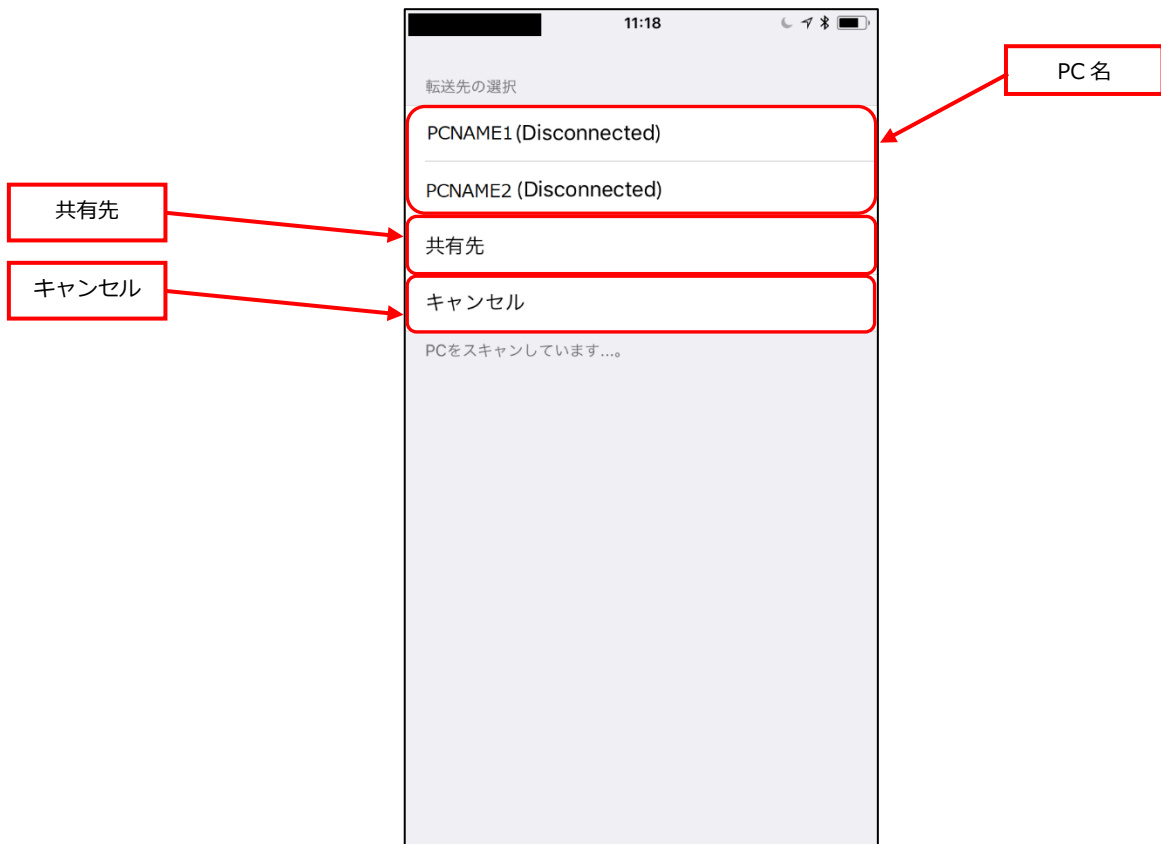 11:18
PC 名
転送先の選択
PCNAME1(Disconnected)
PCNAME2 (Disconnected)
共有先
共有先
キャンセル
キャンセル
PCをスキャンしています...。